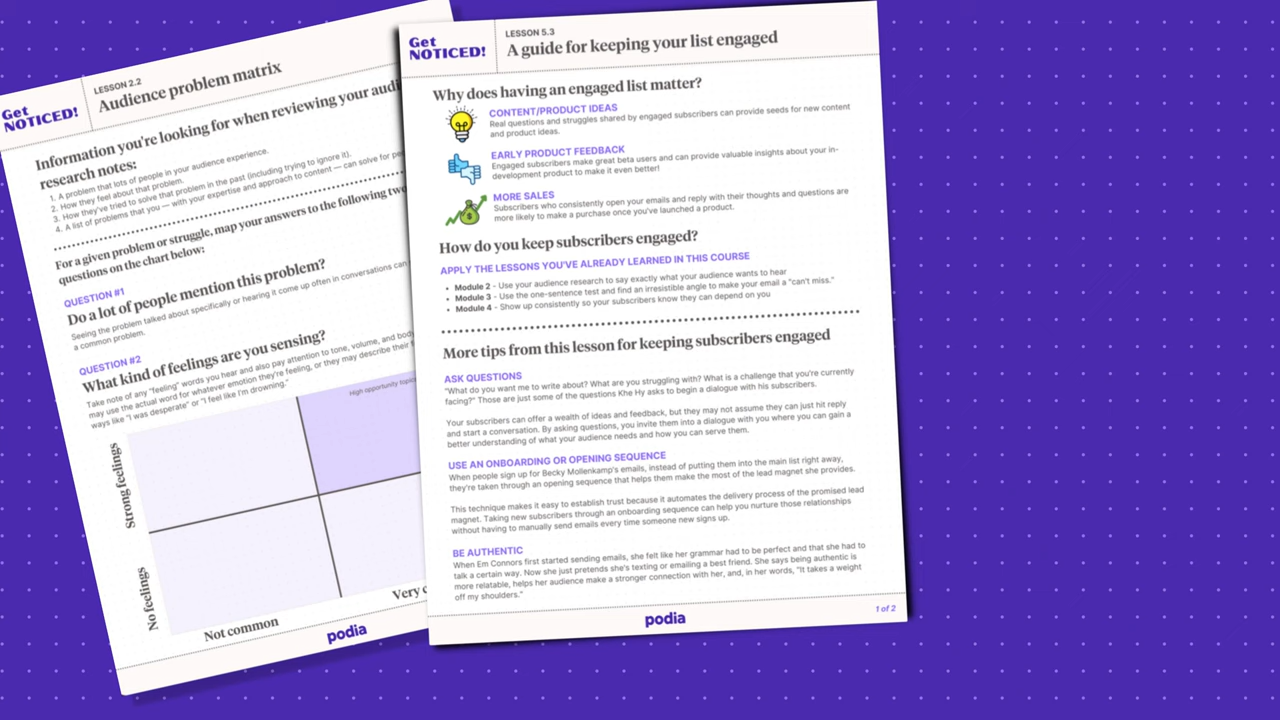 Get
NOTICED!
LESSON 2.2
Audience problem matrix
Information you're looking for when reviewing your audi
research notes:
1. A problem that lots of people in your audience experience.
2. How they feel about that problem.
3. How they've tried to solve that problem in the past (including trying to ignore it).
4. A list of problems that you — with your expertise and approach to content — can solve for pe
For a given problem or struggle, map your answers to the following two
questions on the chart below:
QUESTION #1
Do a lot of people mention this problem?
Seeing the problem talked about specifically or hearing it come up often in conversations can
a common problem.
QUESTION #2
What kind of feelings are you sensing?
Take note of any "feeling" words you hear and also pay attention to tone, volume, and body
may use the actual word for whatever emotion they're feeling, or they may describe their f
ways like "I was desperate" or "I feel like I'm drowning."
High opportunity topic
Strong feelings
No feelings
Not common
Very c
podia
Get
NOTICED!
LESSON 5.3
A guide for keeping your list engaged
Why does having an engaged list matter?
CONTENT/PRODUCT IDEAS
Real questions and struggles shared by engaged subscribers can provide seeds for new content
and product ideas.
EARLY PRODUCT FEEDBACK
Engaged subscribers make great beta users and can provide valuable insights about your in-
development product to make it even better!
MORE SALES
Subscribers who consistently open your emails and reply with their thoughts and questions are
more likely to make a purchase once you've launched a product.
How do you keep subscribers engaged?
APPLY THE LESSONS YOU'VE ALREADY LEARNED IN THIS COURSE
• Module 2 - Use your audience research to say exactly what your audience wants to hear
• Module 3 - Use the one-sentence test and find an irresistible angle to make your email a "can't miss."
• Module 4 - Show up consistently so your subscribers know they can depend on you
More tips from this lesson for keeping subscribers engaged
ASK QUESTIONS
"What do you want me to write about? What are you struggling with? What is a challenge that you're currently
facing?" Those are just some of the questions Khe Hy asks to begin a dialogue with his subscribers.
Your subscribers can offer a wealth of ideas and feedback, but they may not assume they can just hit reply
and start a conversation. By asking questions, you invite them into a dialogue with you where you can gain a
better understanding of what your audience needs and how you can serve them.
USE AN ONBOARDING OR OPENING SEQUENCE
When people sign up for Becky Mollenkamp's emails, instead of putting them into the main list right away,
they're taken through an opening sequence that helps them make the most of the lead magnet she provides.
This technique makes it easy to establish trust because it automates the delivery process of the promised lead
magnet. Taking new subscribers through an onboarding sequence can help you nurture those relationships
without having to manually send emails every time someone new signs up.
BE AUTHENTIC
When Em Connors first started sending emails, she felt like her grammar had to be perfect and that she had to
talk a certain way. Now she just pretends she's texting or emailing a best friend. She says being authentic is
more relatable, helps her audience make a stronger connection with her, and, in her words, "It takes a weight
off my shoulders."
podia
1 of 2